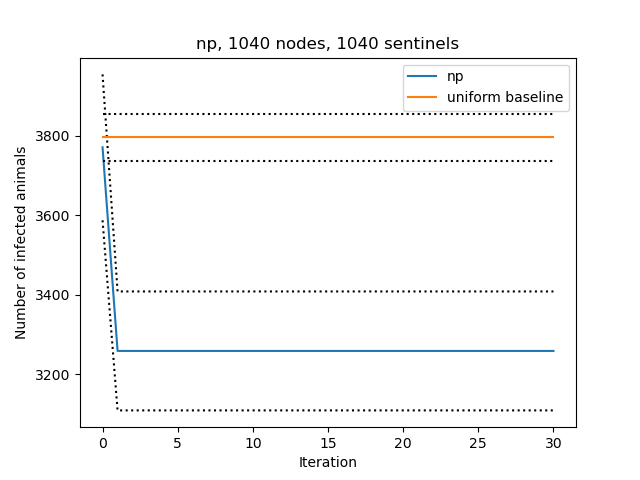 np, 1040 nodes, 1040 sentinels
np
uniform baseline
Number of infected animals
3800
3600
3400
3200
0 5 10 15 20 25 30
Iteration